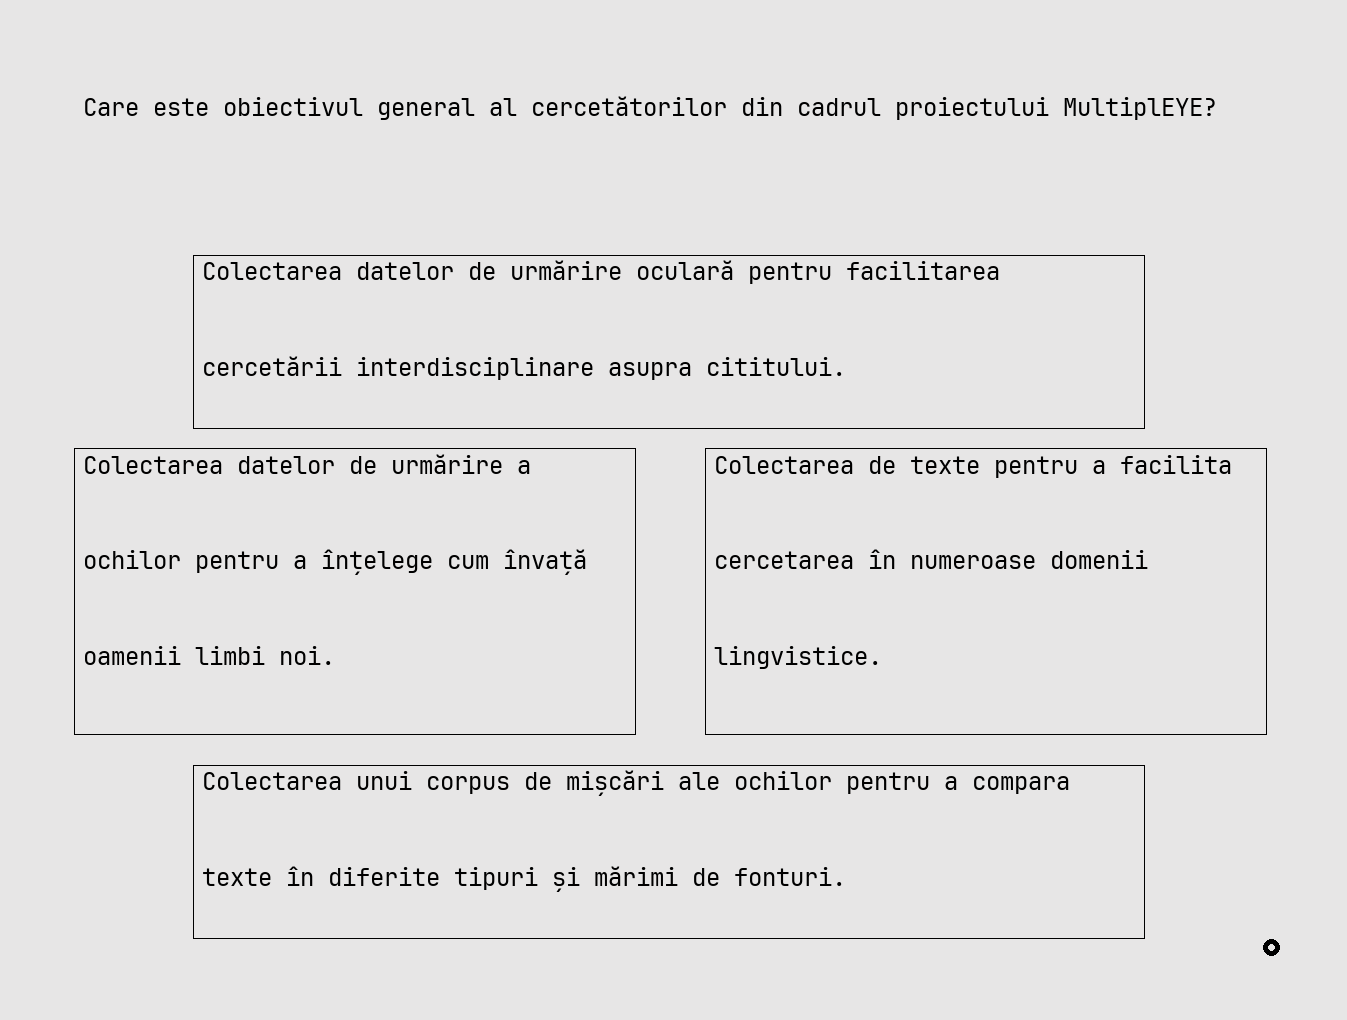 Care este obiectivul general al cercetătorilor din cadrul proiectului MultiplEYE?
Colectarea datelor de urmărire oculară pentru facilitarea
cercetării interdisciplinare asupra cititului.
Colectarea datelor de urmărire a
ochilor pentru a înțelege cum învață
oamenii limbi noi.
Colectarea de texte pentru a facilita
cercetarea în numeroase domenii
lingvistice.
Colectarea unui corpus de mișcări ale ochilor pentru a compara
texte în diferite tipuri și mărimi de fonturi.